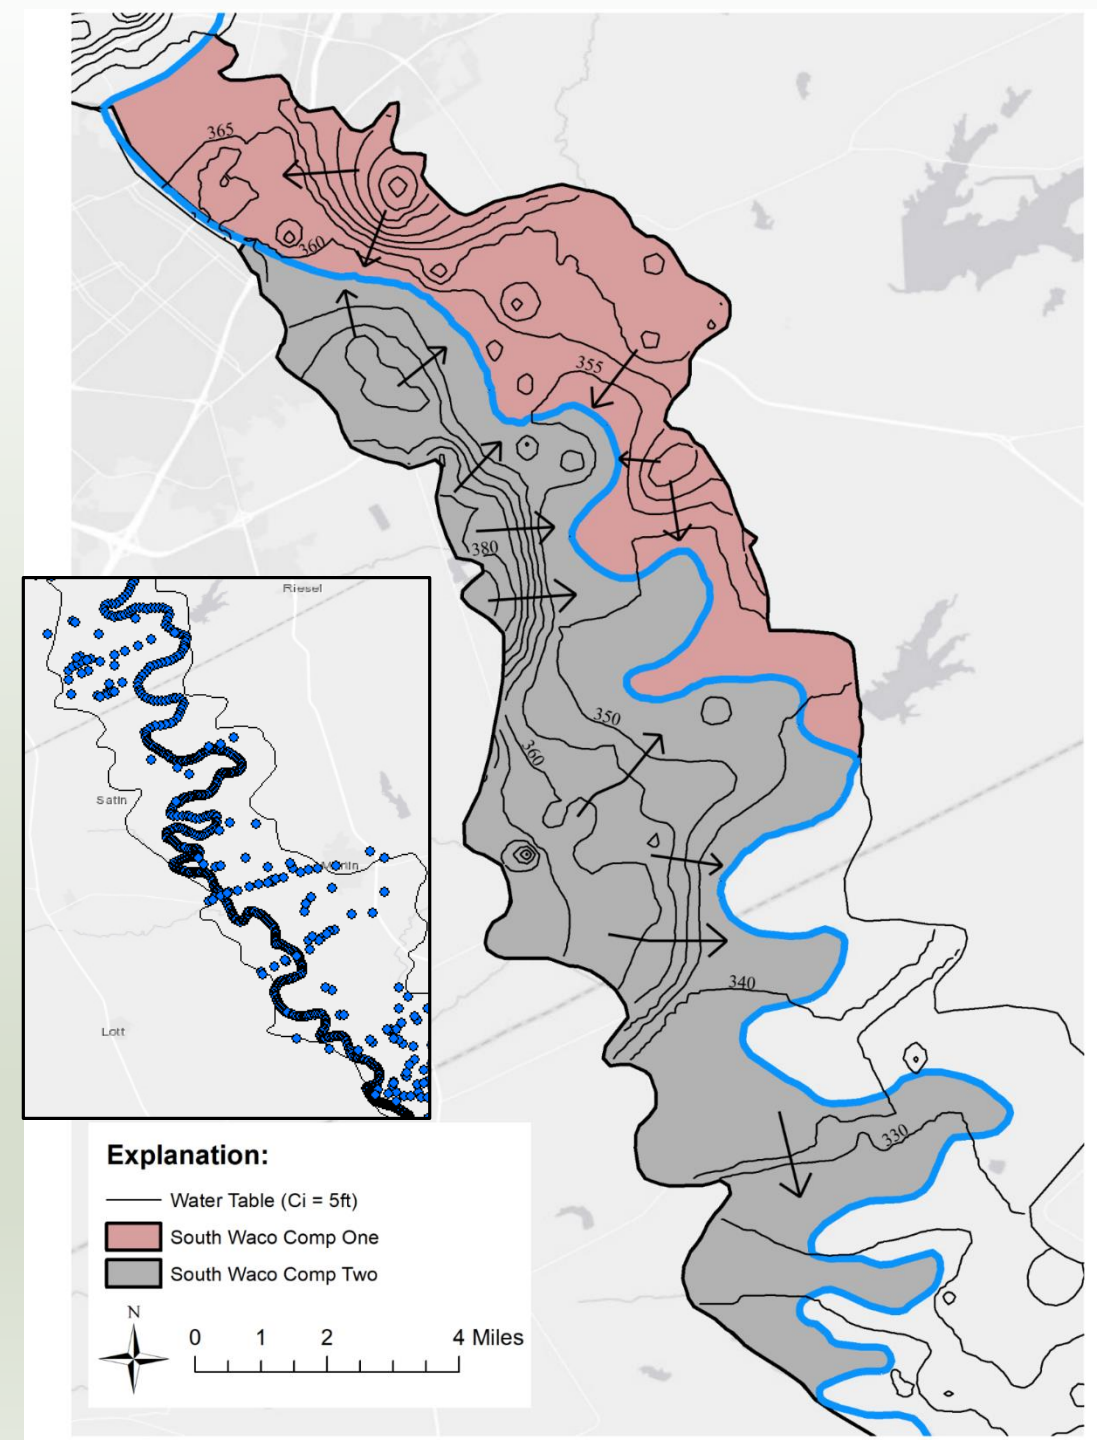 365
360
355
380
350
360
340
330
Riesel
Satin
Marlin
Lott
Explanation:
Water Table (Ci = 5ft)
South Waco Comp One
South Waco Comp Two
N
0 1 2 4 Miles